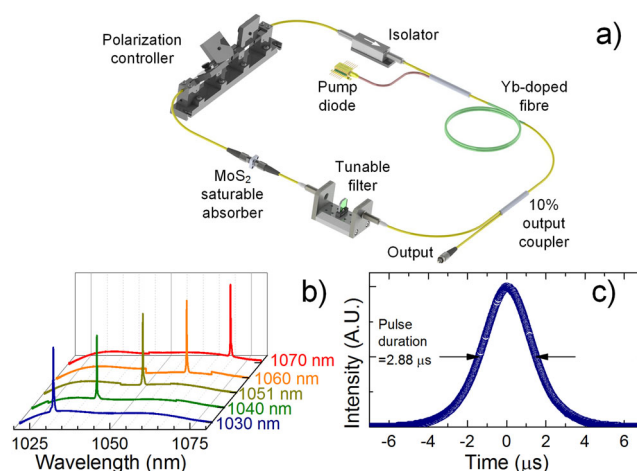 a)
Polarization
controller
Isolator
Pump
diode
Yb-doped
fibre
MoS2
saturable
absorber
Tunable
filter
10%
output
coupler
Output
b)
1070 nm
1060 nm
1051 nm
1040 nm
1030 nm
1025 1050 1075
Wavelength (nm)
c)
Intensity (A.U.)
Pulse
duration
=2.88 μs
-6 -4 -2 0 2 4 6
Time (μs)